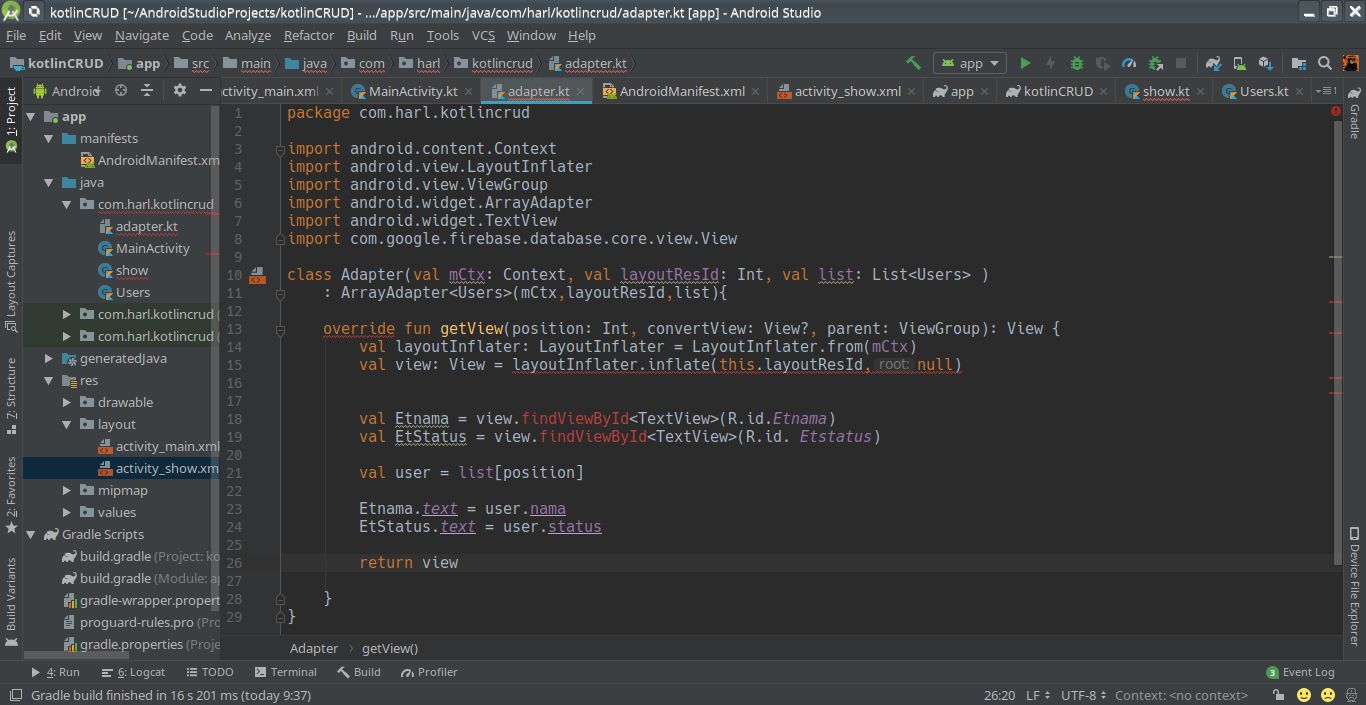 kotlinCRUD [~/AndroidStudioProjects/kotlinCRUD] - .../app/src/main/java/com/harl/kotlincrud/adapter.kt [app] - Android Studio
File Edit View Navigate Code Analyze Refactor Build Run Tools VCS Window Help
kotlinCRUD app src main java com harl kotlincrud adapter.kt app
Android ctivity_main.xml MainActivity.kt adapter.kt AndroidManifest.xml activity_show.xml app kotlinCRUD show.kt Users.kt 1
1: Project
Layout Captures
7: Structure
2: Favorites
Build Variants
app
manifests
AndroidManifest.xm
java
com.harl.kotlincrud
adapter.kt
MainActivity
show
Users
com.harl.kotlincrud (
com.harl.kotlincrud (
generatedJava
res
drawable
layout
activity_main.xml
activity_show.xm
mipmap
values
Gradle Scripts
build.gradle (Project: ko
build.gradle (Module: ap
gradle-wrapper.propert
proguard-rules.pro (Pro
gradle.properties (Proje
1 package com.harl.kotlincrud
2
3 import android.content.Context
4 import android.view.LayoutInflater
5 import android.view.ViewGroup
6 import android.widget.ArrayAdapter
7 import android.widget.TextView
8 import com.google.firebase.database.core.view.View
9
10 class Adapter(val mCtx: Context, val layoutResId: Int, val list: List<Users> )
11 : ArrayAdapter<Users>(mCtx,layoutResId,list){
12
13 override fun getView(position: Int, convertView: View?, parent: ViewGroup): View {
14 val layoutInflater: LayoutInflater = LayoutInflater.from(mCtx)
15 val view: View = layoutInflater.inflate(this.layoutResId, root: null)
16
17
18 val Etnama = view.findViewById<TextView>(R.id.Etnama)
19 val EtStatus = view.findViewById<TextView>(R.id. Etstatus)
20
21 val user = list[position]
22
23 Etnama.text = user.nama
24 EtStatus.text = user.status
25
26 return view
27
28 }
29 }
Adapter getView()
Gradle
Device File Explorer
4: Run 6: Logcat TODO Terminal Build Profiler 3 Event Log
Gradle build finished in 16 s 201 ms (today 9:37) 26:20 LF UTF-8 Context: <no context>